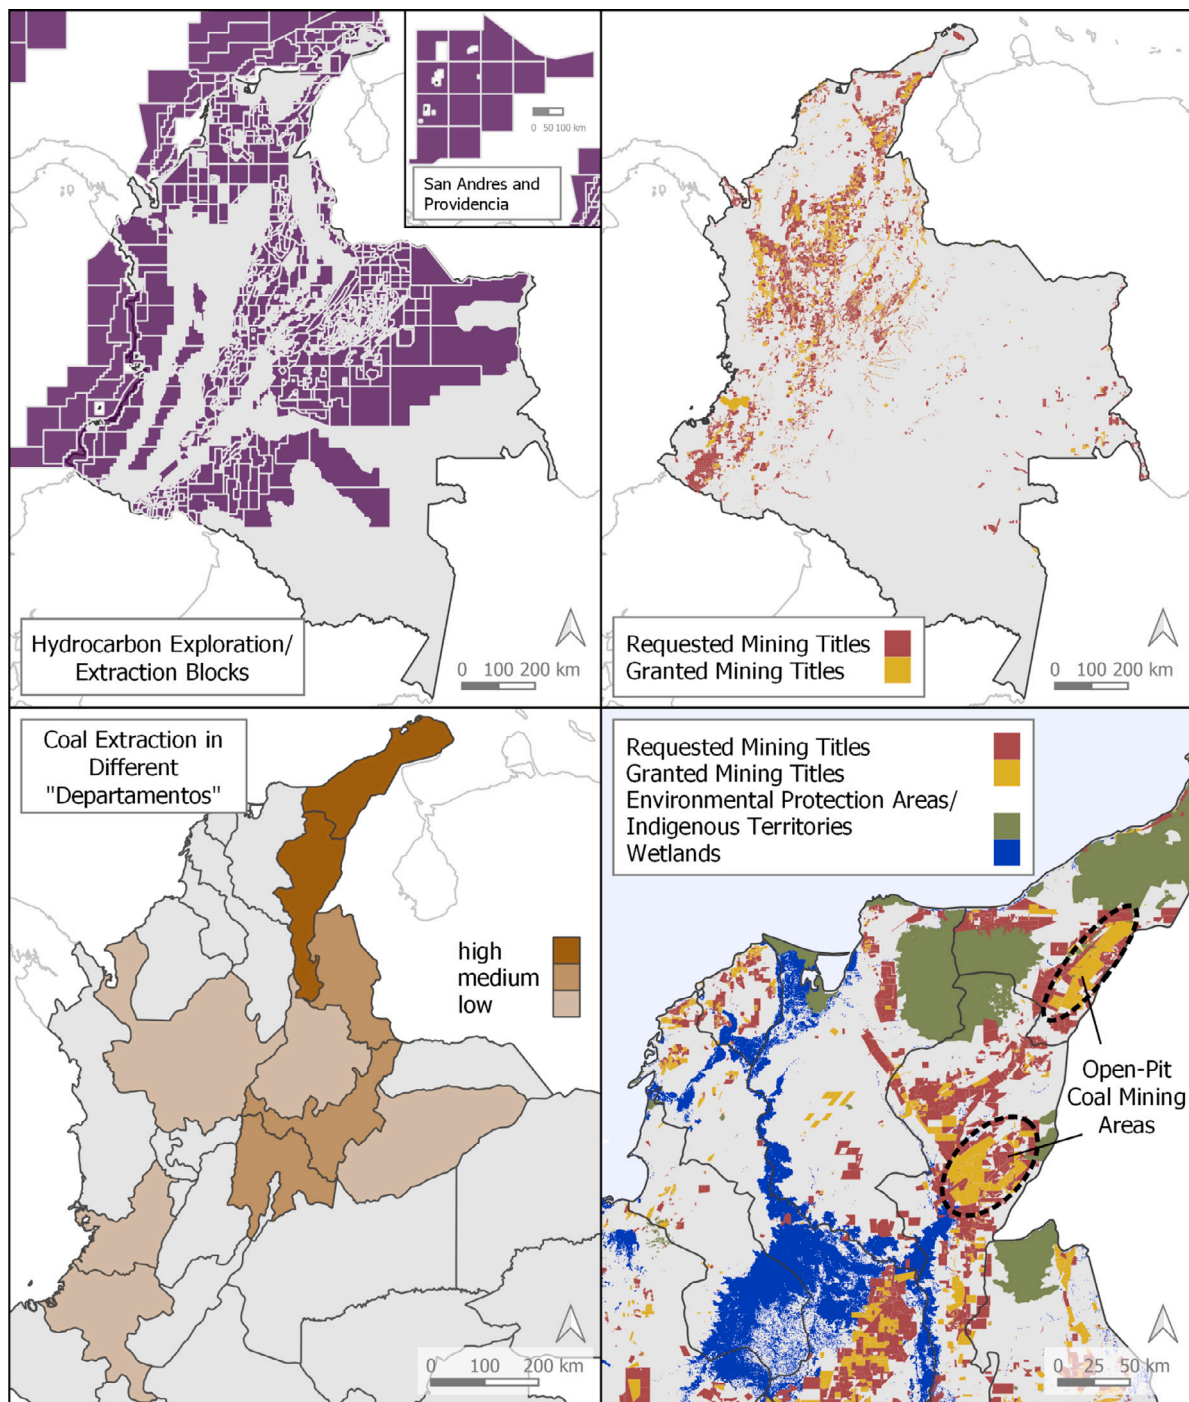 San Andres and
Providencia
0 50 100 km
Hydrocarbon Exploration/
Extraction Blocks
0 100 200 km
Requested Mining Titles
Granted Mining Titles
0 100 200 km
Coal Extraction in
Different
"Departamentos"
high
medium
low
0 100 200 km
Requested Mining Titles
Granted Mining Titles
Environmental Protection Areas/
Indigenous Territories
Wetlands
Open-Pit
Coal Mining
Areas
0 25 50 km